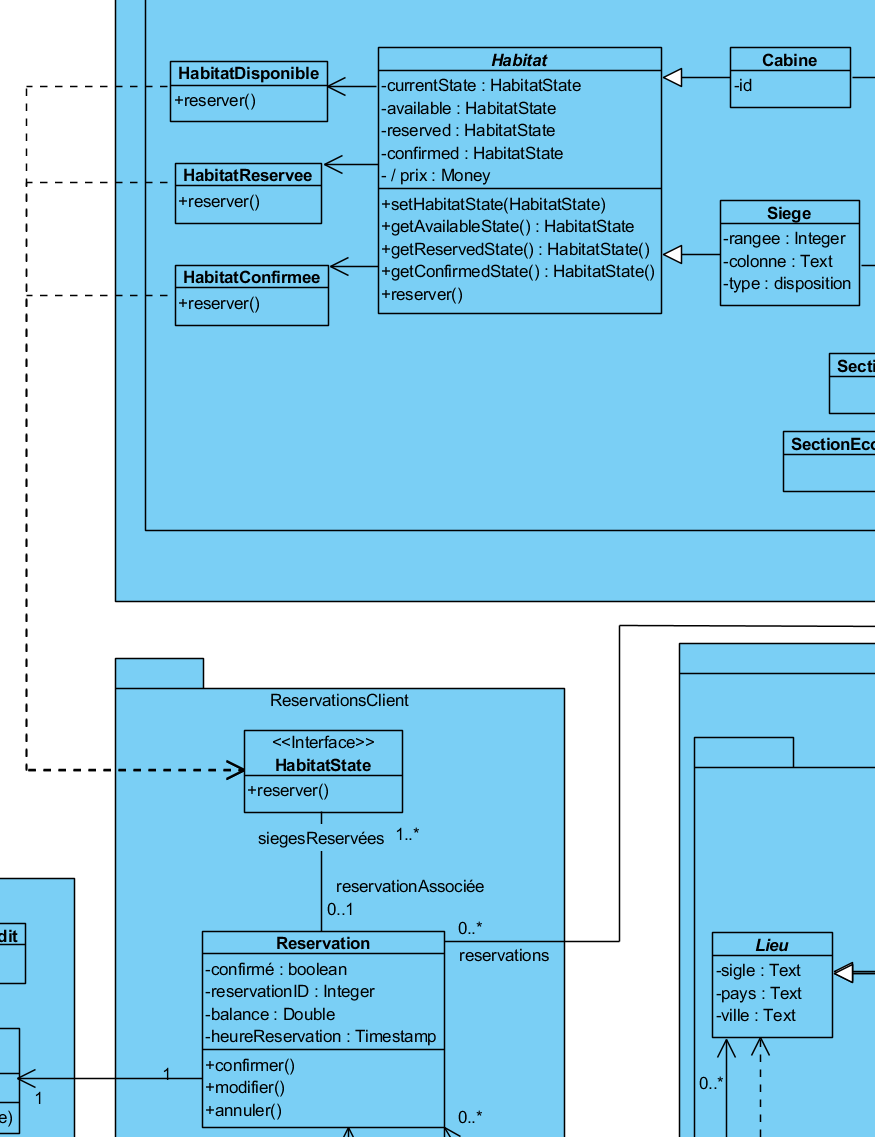 HabitatDisponible
+reserver()
HabitatReservee
+reserver()
HabitatConfirmee
+reserver()
Habitat
-currentState : HabitatState
-available : HabitatState
-reserved : HabitatState
-confirmed : HabitatState
- / prix : Money
+setHabitatState(HabitatState)
+getAvailableState() : HabitatState
+getReservedState() : HabitatState()
+getConfirmedState() : HabitatState()
+reserver()
Cabine
-id
Siege
-rangee : Integer
-colonne : Text
-type : disposition
Secti
SectionEco
ReservationsClient
<<Interface>>
HabitatState
+reserver()
siegesReservées 1..*
reservationAssociée
0..1
Reservation
-confirmé : boolean
-reservationID : Integer
-balance : Double
-heureReservation : Timestamp
+confirmer()
+modifier()
+annuler()
0..*
reservations
0..*
1
1
dit
e)
Lieu
-sigle : Text
-pays : Text
-ville : Text
0..*